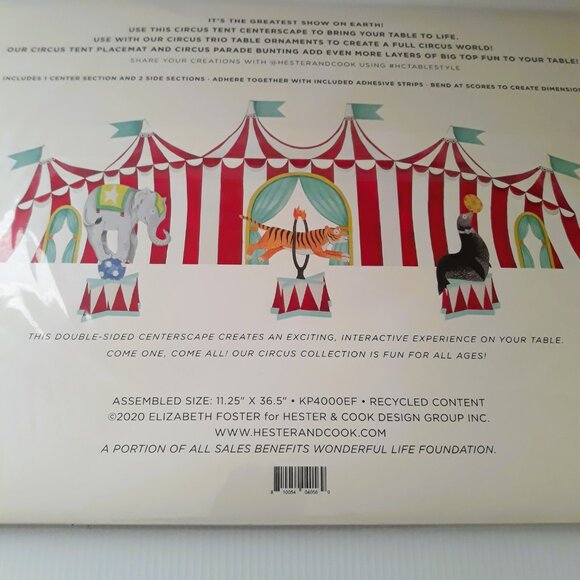 IT'S THE GREATEST SHOW ON EARTH!
USE THIS CIRCUS TENT CENTERSCAPE TO BRING YOUR TABLE TO LIFE.
USE WITH OUR CIRCUS TRIO TABLE ORNAMENTS TO CREATE A FULL CIRCUS WORLD!
OUR CIRCUS TENT PLACEMAT AND CIRCUS PARADE BUNTING ADD EVEN MORE LAYERS OF BIG TOP FUN TO YOUR TABLE!
SHARE YOUR CREATIONS WITH @HESTERANDCOOK USING #HCTABLESTYLE
INCLUDES 1 CENTER SECTION AND 2 SIDE SECTIONS · ADHERE TOGETHER WITH INCLUDED ADHESIVE STRIPS · BEND AT SCORES TO CREATE DIMENSION
THIS DOUBLE-SIDED CENTERSCAPE CREATES AN EXCITING, INTERACTIVE EXPERIENCE ON YOUR TABLE.
COME ONE, COME ALL! OUR CIRCUS COLLECTION IS FUN FOR ALL AGES!
ASSEMBLED SIZE: 11.25" X 36.5" • KP4000EF • RECYCLED CONTENT
©2020 ELIZABETH FOSTER for HESTER & COOK DESIGN GROUP INC.
WWW.HESTERANDCOOK.COM
A PORTION OF ALL SALES BENEFITS WONDERFUL LIFE FOUNDATION.